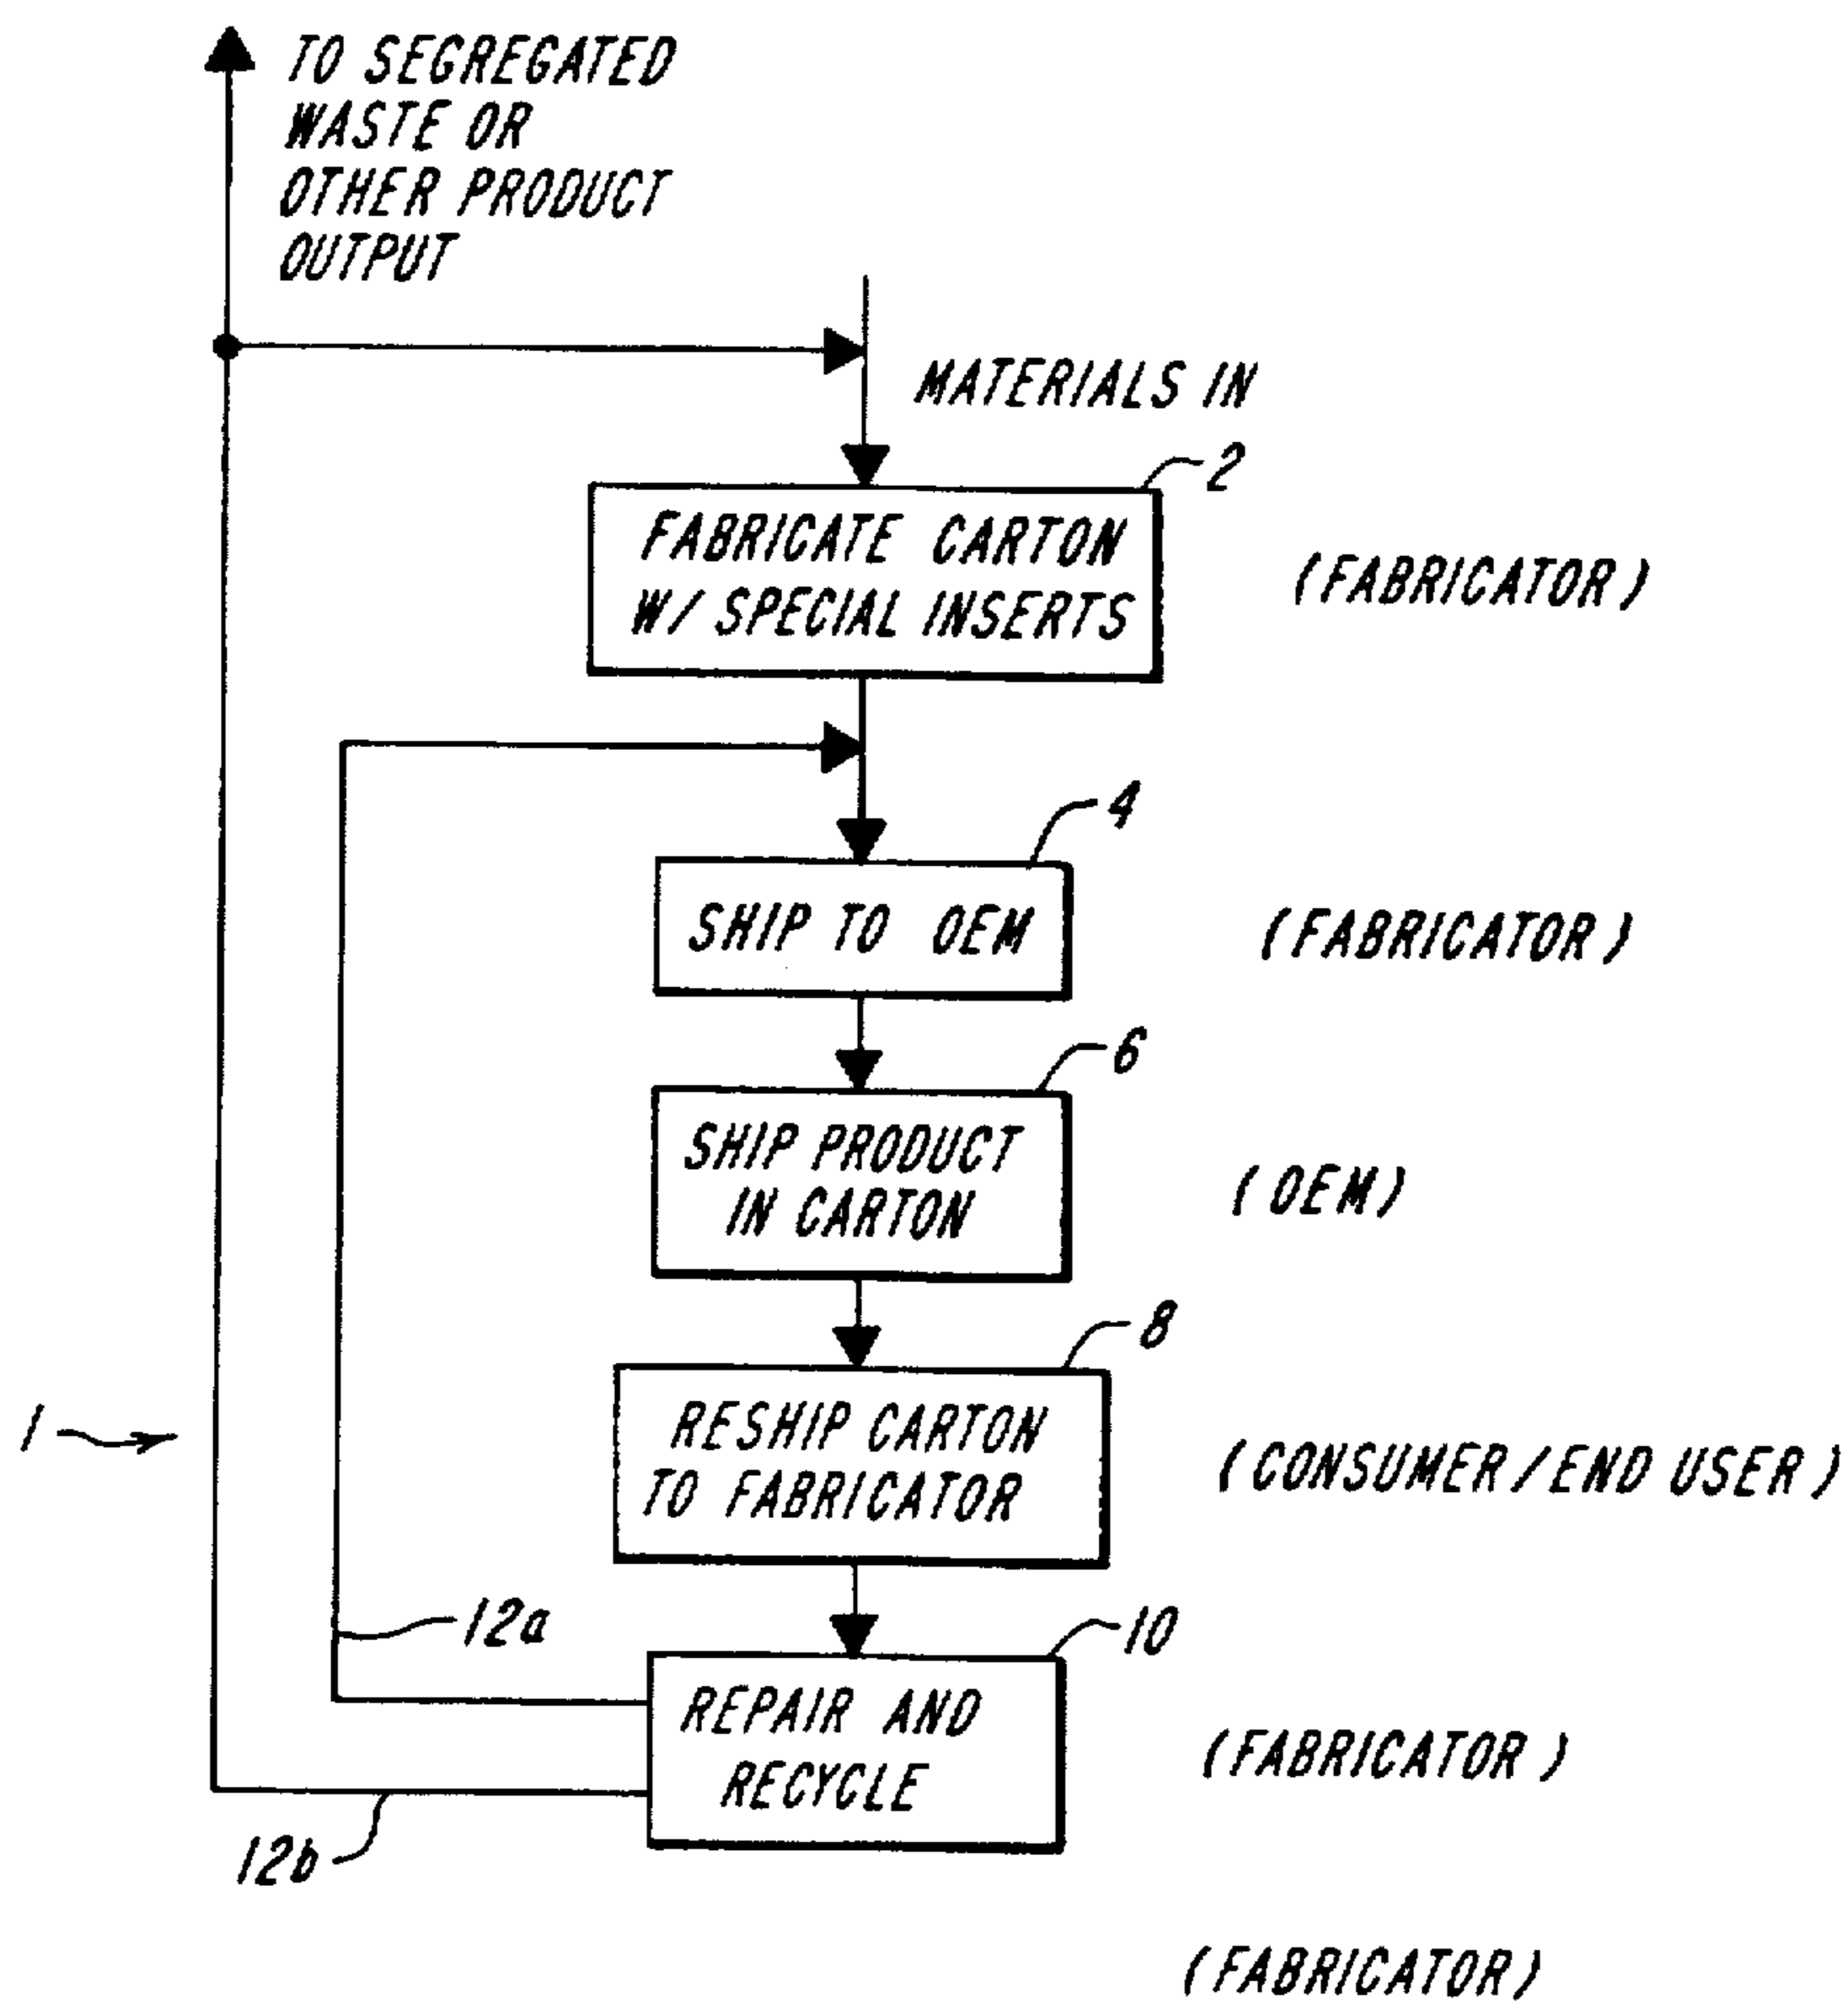 TO SEGREGATED
WASTE OR
OTHER PRODUCT
OUTPUT
MATERIALS IN
2
FABRICATE CARTON
W/ SPECIAL INSERTS
(FABRICATOR)
4
SHIP TO OEM
(FABRICATOR)
6
SHIP PRODUCT
IN CARTON
(OEM)
8
RESHIP CARTON
TO FABRICATOR
(CONSUMER/END USER)
1
12a
10
REPAIR AND
RECYCLE
(FABRICATOR)
12b
(FABRICATOR)